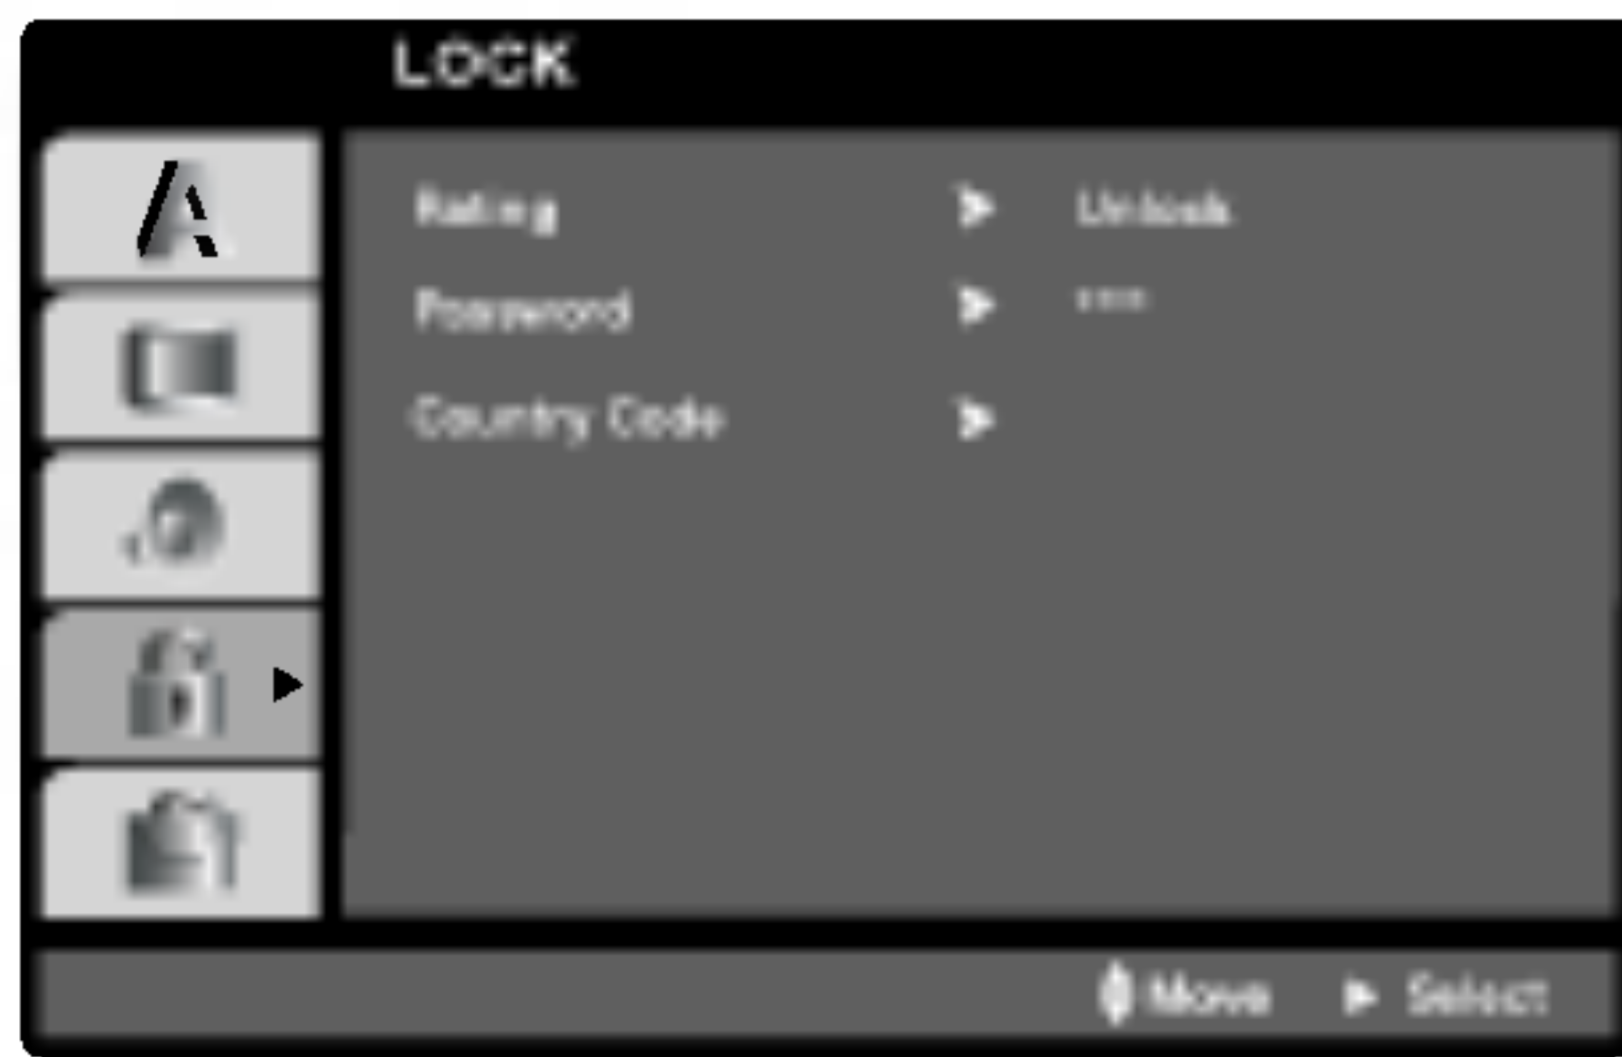 LOCK
A
Rating Unlock
Password ****
Country Code
Move Select